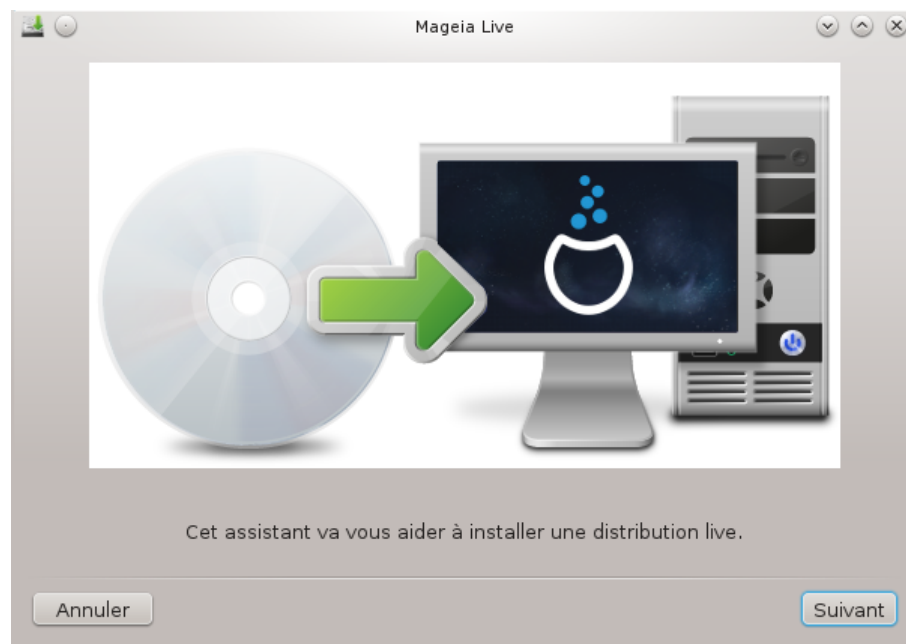 Mageia Live
Cet assistant va vous aider à installer une distribution live.
Annuler
Suivant